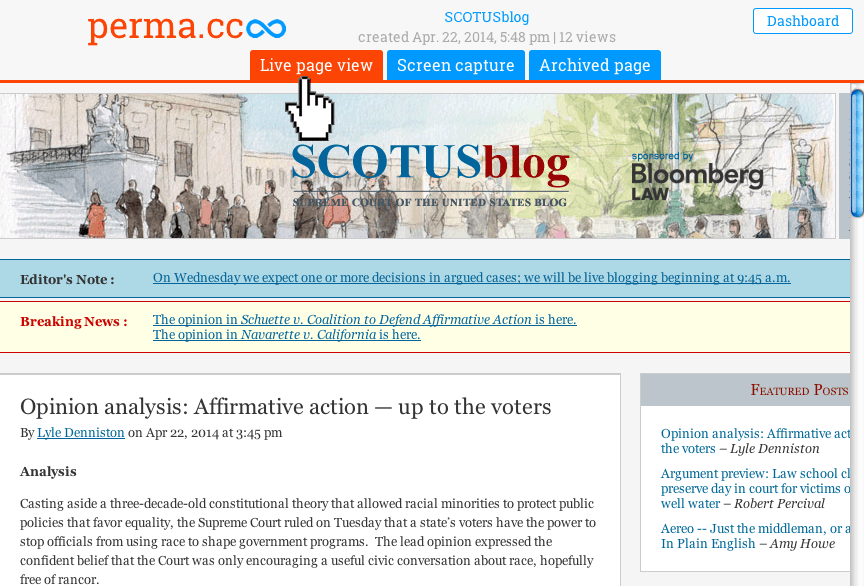 perma.cc
SCOTUSblog
created Apr. 22, 2014, 5:48 pm | 12 views
Dashboard
Live page view
Screen capture
Archived page
SCOTUSblog
SUPREME COURT OF THE UNITED STATES BLOG
sponsored by
Bloomberg
LAW
Editor's Note :
On Wednesday we expect one or more decisions in argued cases; we will be live blogging beginning at 9:45 a.m.
Breaking News :
The opinion in Schuette v. Coalition to Defend Affirmative Action is here.
The opinion in Navarette v. California is here.
Opinion analysis: Affirmative action — up to the voters
By Lyle Denniston on Apr 22, 2014 at 3:45 pm
Analysis
Casting aside a three-decade-old constitutional theory that allowed racial minorities to protect public
policies that favor equality, the Supreme Court ruled on Tuesday that a state's voters have the power to
stop officials from using race to shape government programs.  The lead opinion expressed the
confident belief that the Court was only encouraging a useful civic conversation about race, hopefully
free of rancor.
Featured Posts
Opinion analysis: Affirmative act
the voters – Lyle Denniston
Argument preview: Law school cl
preserve day in court for victims o
well water – Robert Percival
Aereo -- Just the middleman, or a
In Plain English – Amy Howe